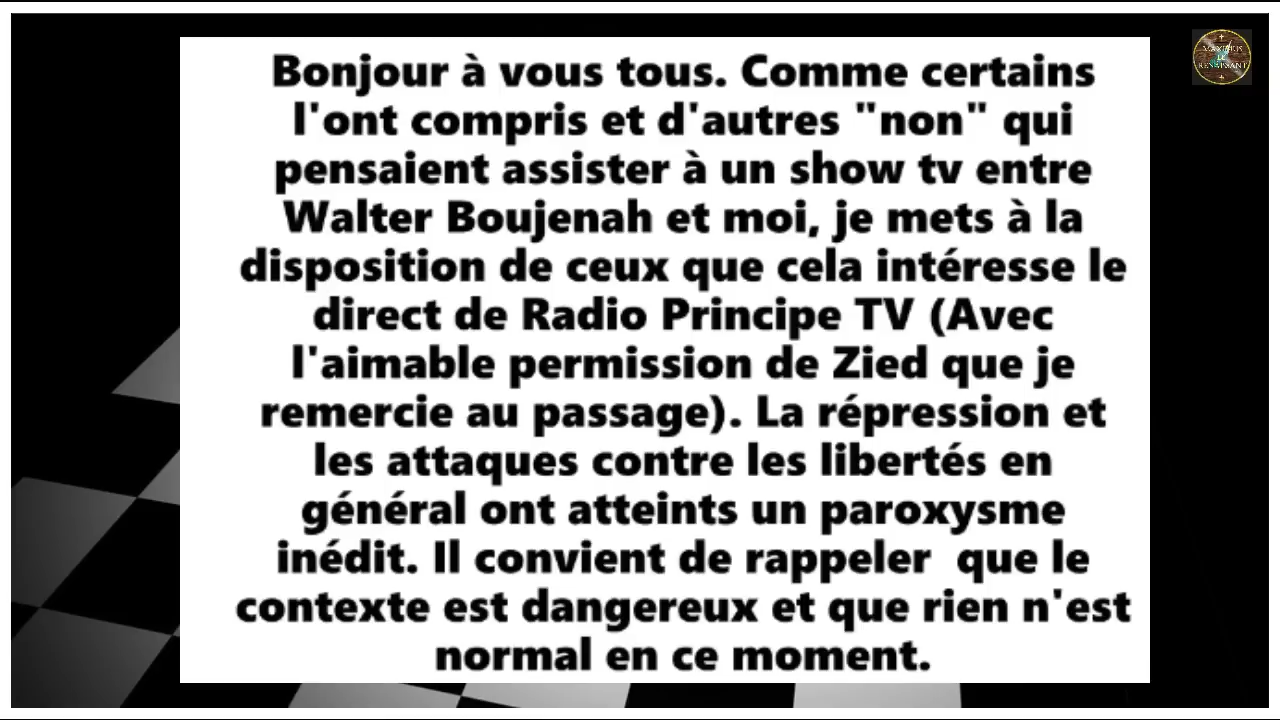 Bonjour à vous tous. Comme certains
l'ont compris et d'autres "non" qui
pensaient assister à un show tv entre
Walter Boujenah et moi, je mets à la
disposition de ceux que cela intéresse le
direct de Radio Principe TV (Avec
l'aimable permission de Zied que je
remercie au passage). La répression et
les attaques contre les libertés en
général ont atteints un paroxysme
inédit. Il convient de rappeler  que le
contexte est dangereux et que rien n'est
normal en ce moment.